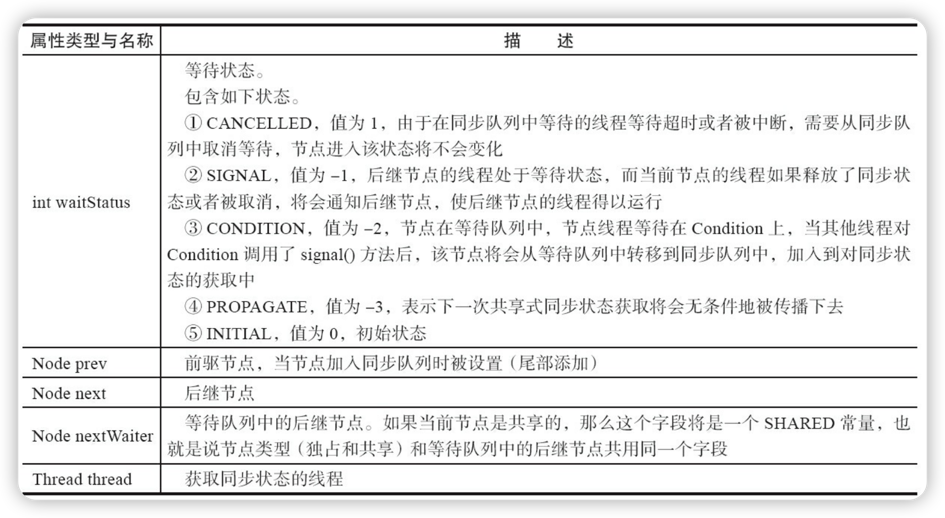 属性类型与名称 描 述
等待状态。
包含如下状态。
① CANCELLED，值为 1，由于在同步队列中等待的线程等待超时或者被中断，需要从同步队
列中取消等待，节点进入该状态将不会变化
② SIGNAL，值为 –1，后继节点的线程处于等待状态，而当前节点的线程如果释放了同步状
态或者被取消，将会通知后继节点，使后继节点的线程得以运行
int waitStatus
③ CONDITION，值为 –2，节点在等待队列中，节点线程等待在 Condition 上，当其他线程对
Condition 调用了 signal() 方法后，该节点将会从等待队列中转移到同步队列中，加入到对同步状
态的获取中
④ PROPAGATE，值为 –3，表示下一次共享式同步状态获取将会无条件地被传播下去
⑤ INITIAL，值为 0，初始状态
Node prev 前驱节点，当节点加入同步队列时被设置（尾部添加）
Node next 后继节点
Node nextWaiter 等待队列中的后继节点。如果当前节点是共享的，那么这个字段将是一个 SHARED 常量，也
就是说节点类型（独占和共享）和等待队列中的后继节点共用同一个字段
Thread thread 获取同步状态的线程